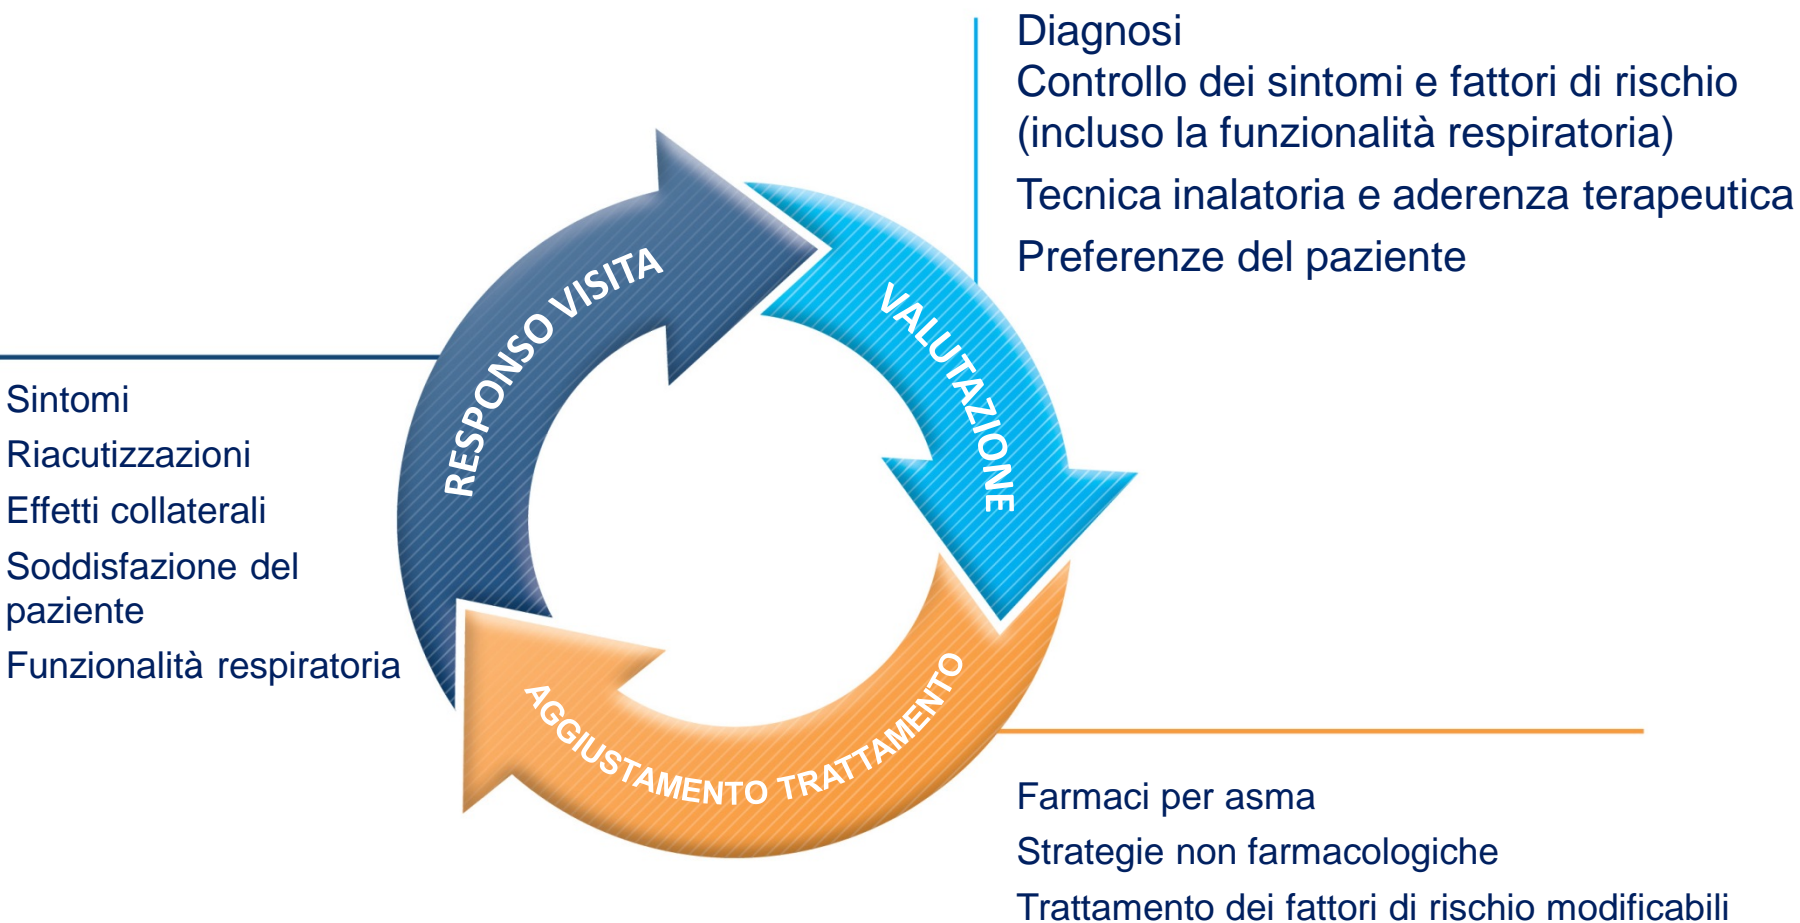 Diagnosi
Controllo dei sintomi e fattori di rischio
(incluso la funzionalità respiratoria)
Tecnica inalatoria e aderenza terapeutica
Preferenze del paziente
RESPONSO VISITA
VALUTAZIONE
AGGIUSTAMENTO TRATTAMENTO
Sintomi
Riacutizzazioni
Effetti collaterali
Soddisfazione del
paziente
Funzionalità respiratoria
Farmaci per asma
Strategie non farmacologiche
Trattamento dei fattori di rischio modificabili